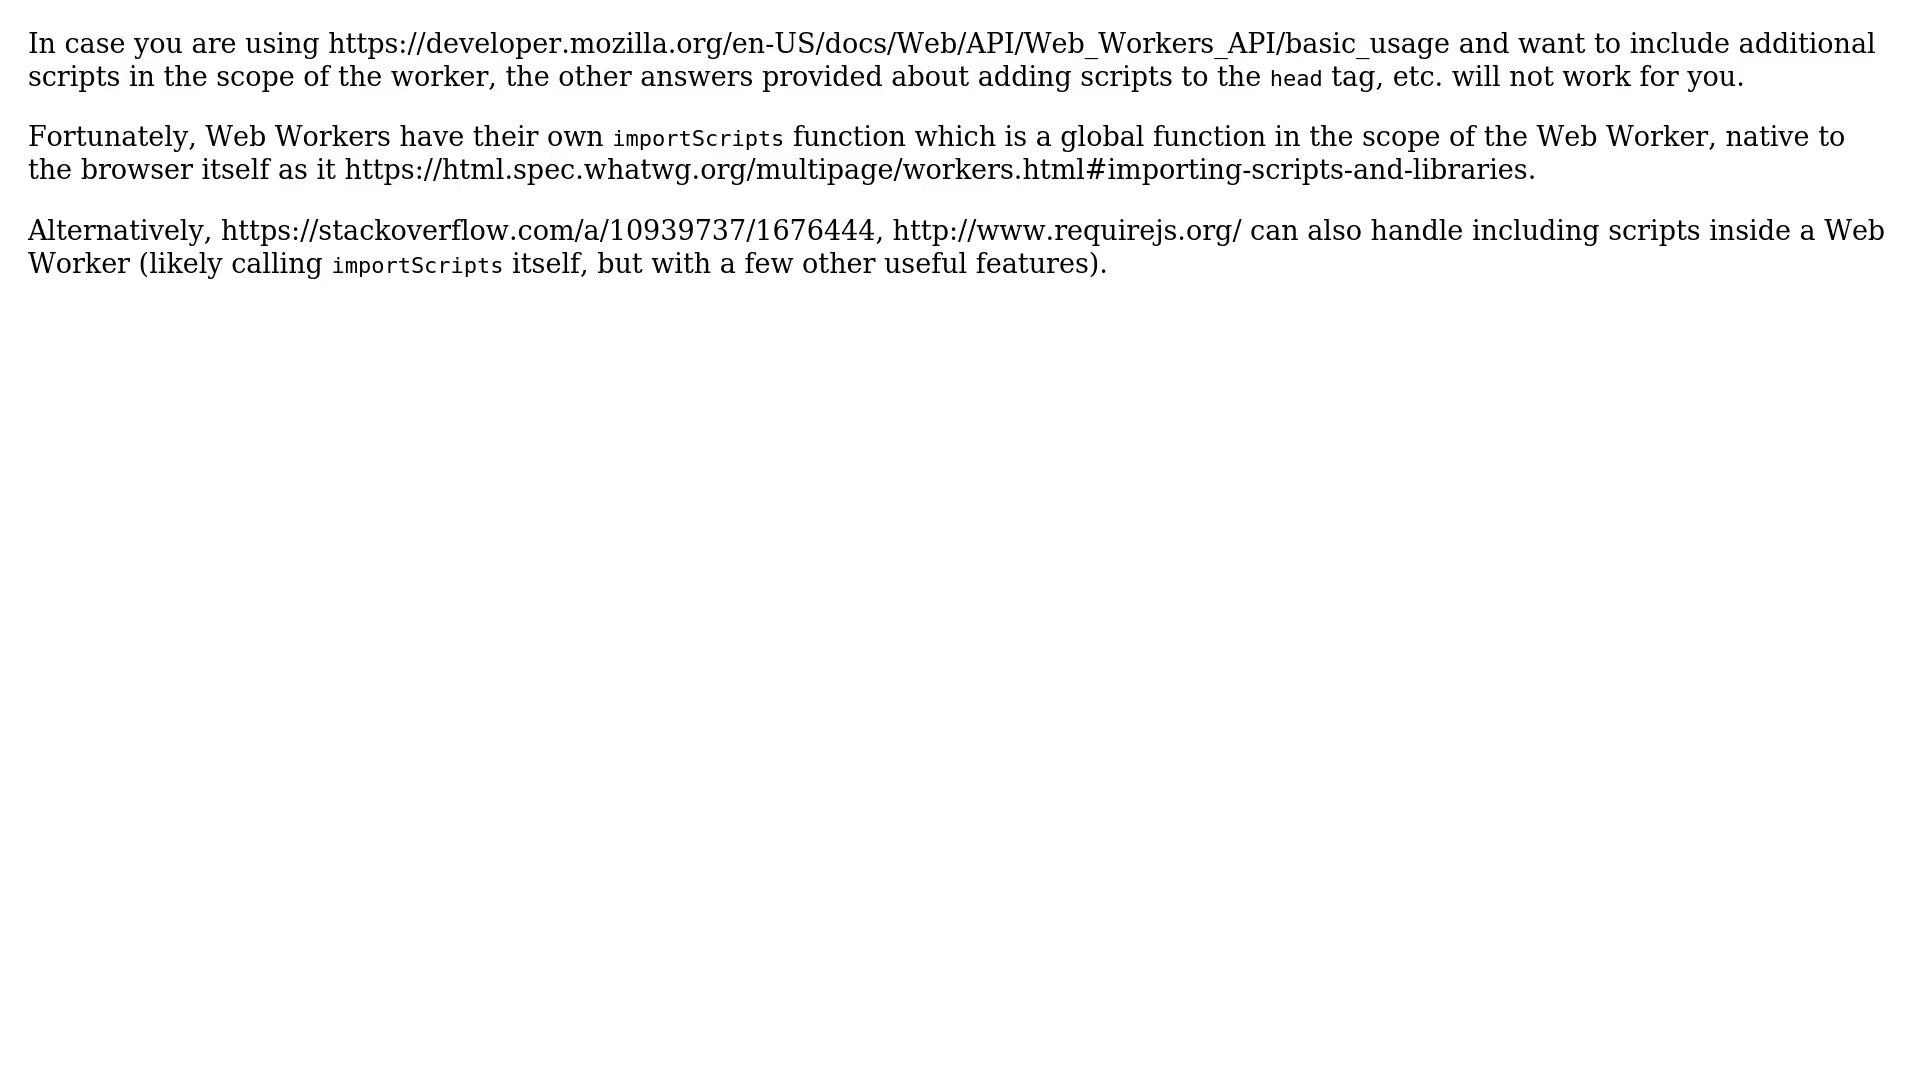 In case you are using https://developer.mozilla.org/en-US/docs/Web/API/Web_Workers_API/basic_usage and want to include additional
scripts in the scope of the worker, the other answers provided about adding scripts to the head tag, etc. will not work for you.
Fortunately, Web Workers have their own importScripts function which is a global function in the scope of the Web Worker, native to
the browser itself as it https://html.spec.whatwg.org/multipage/workers.html#importing-scripts-and-libraries.
Alternatively, https://stackoverflow.com/a/10939737/1676444, http://www.requirejs.org/ can also handle including scripts inside a Web
Worker (likely calling importScripts itself, but with a few other useful features).